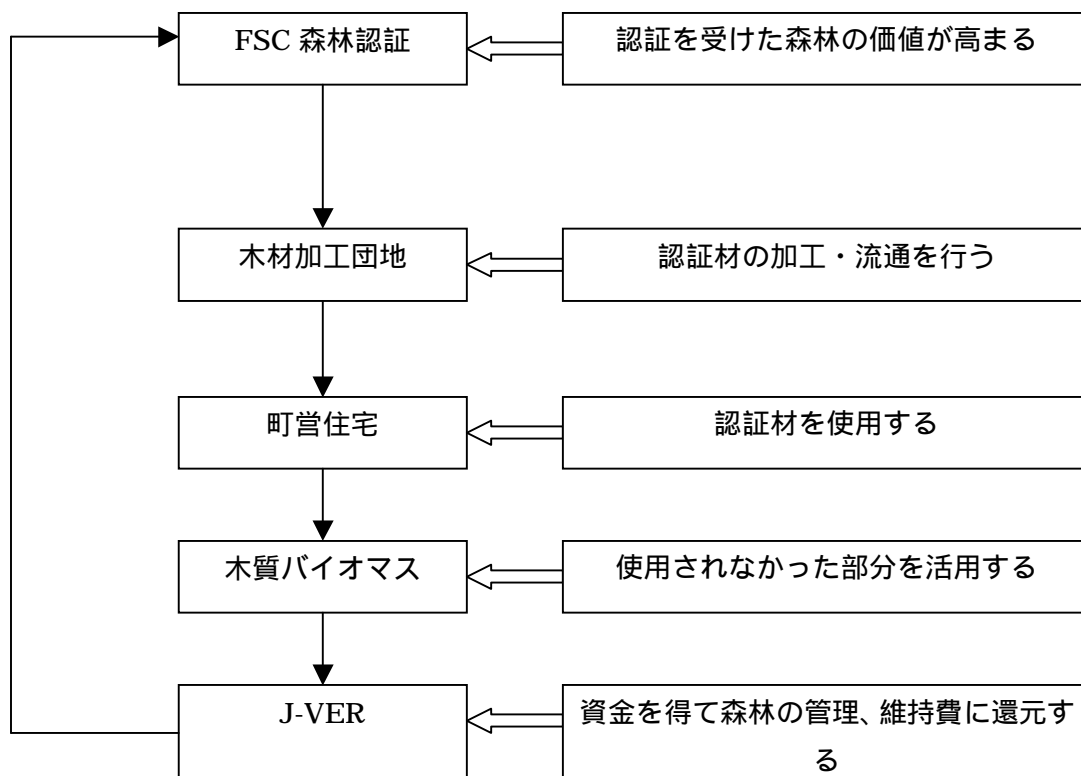 FSC 森林認証
認証を受けた森林の価値が高まる
木材加工団地
認証材の加工・流通を行う
町営住宅
認証材を使用する
木質バイオマス
使用されなかった部分を活用する
J-VER
資金を得て森林の管理、維持費に還元す
る